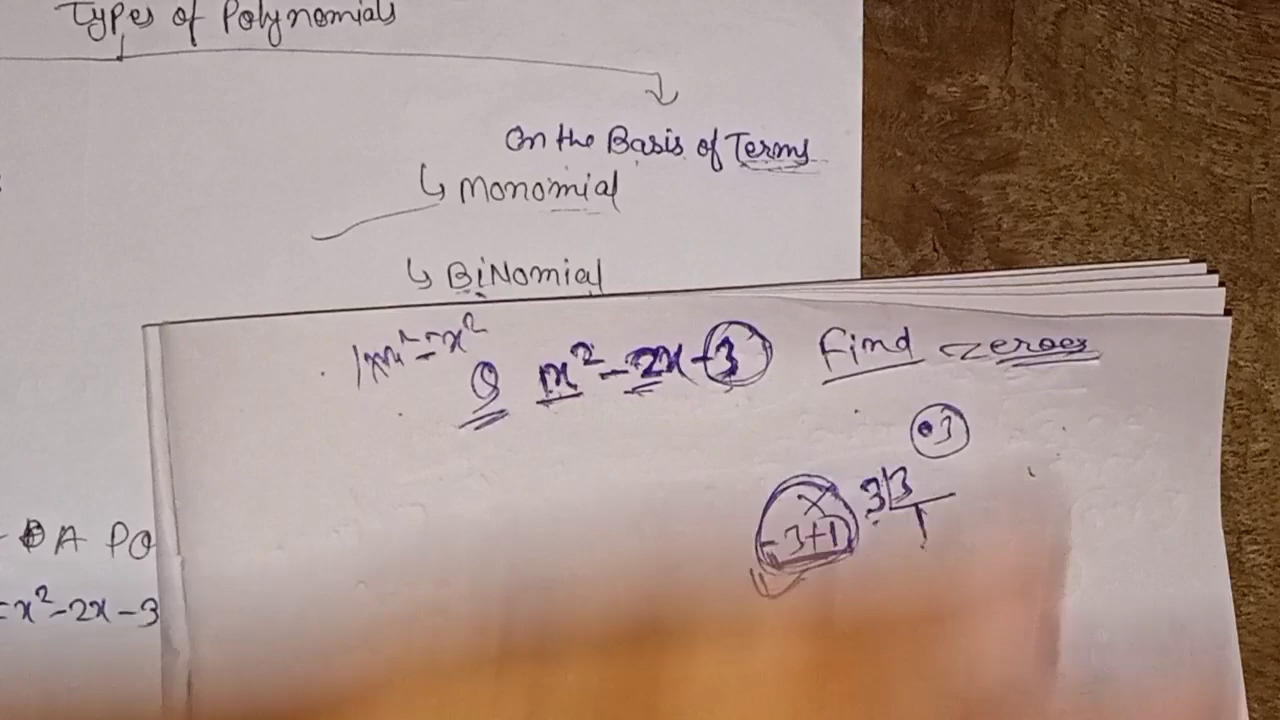 Types of Polynomials
On the Basis of Terms
↳ Monomial
↳ BiNomial
Q x²-2x-3 Find zeroes
3
3|3
-3+1
1
A PO
=x²-2x-3